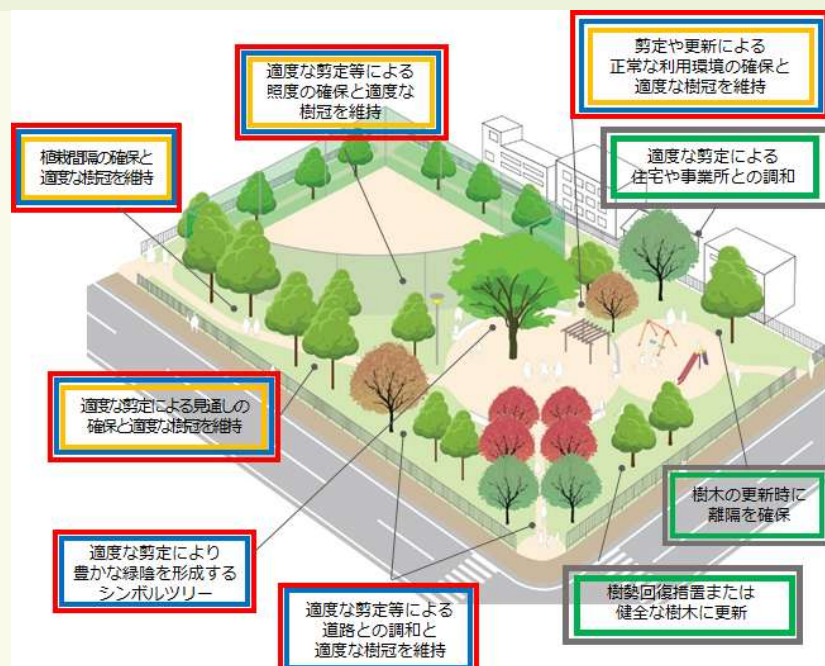 適度な剪定等による
照度の確保と適度な
樹冠を維持
剪定や更新による
正常な利用環境の確保と
適度な樹冠を維持
植栽間隔の確保と
適度な樹冠を維持
適度な剪定による
住宅や事業所との調和
適度な剪定による見通しの
確保と適度な樹冠を維持
樹木の更新時に
離隔を確保
適度な剪定により
豊かな緑陰を形成する
シンボルツリー
適度な剪定等による
道路との調和と
適度な樹冠を維持
樹勢回復措置または
健全な樹木に更新